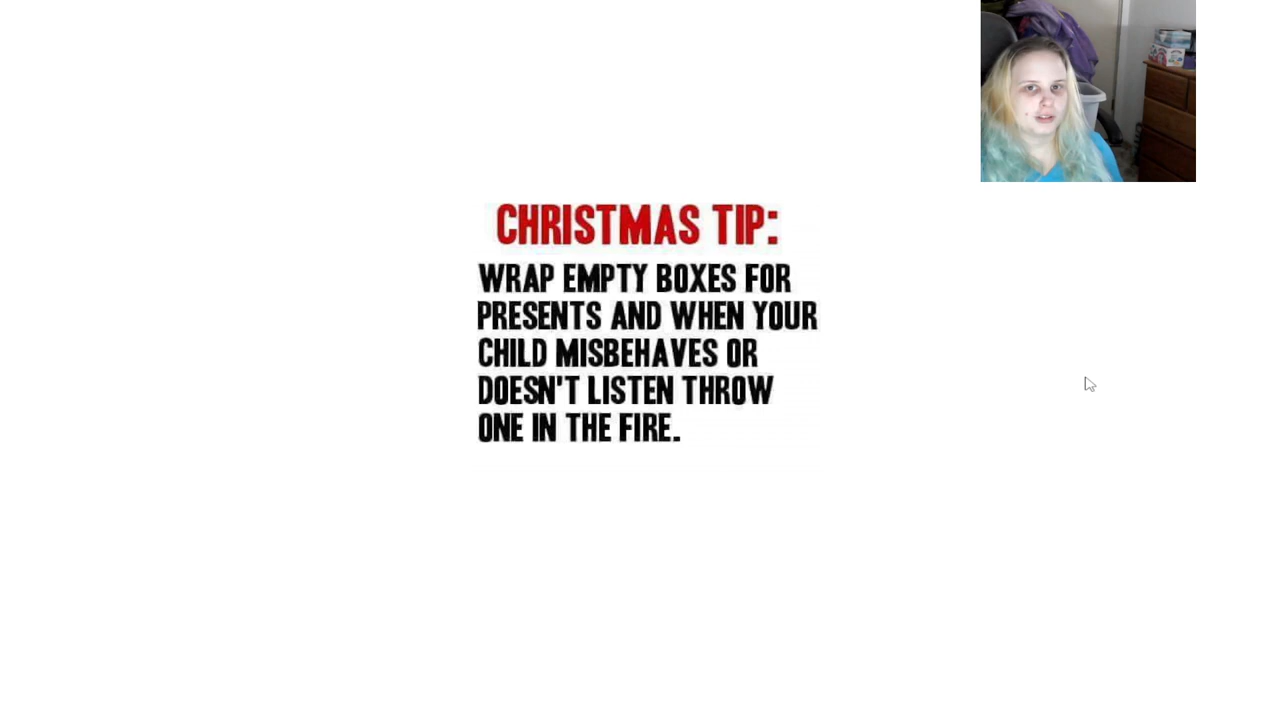 CHRISTMAS TIP:
WRAP EMPTY BOXES FOR
PRESENTS AND WHEN YOUR
CHILD MISBEHAVES OR
DOESN'T LISTEN THROW
ONE IN THE FIRE.